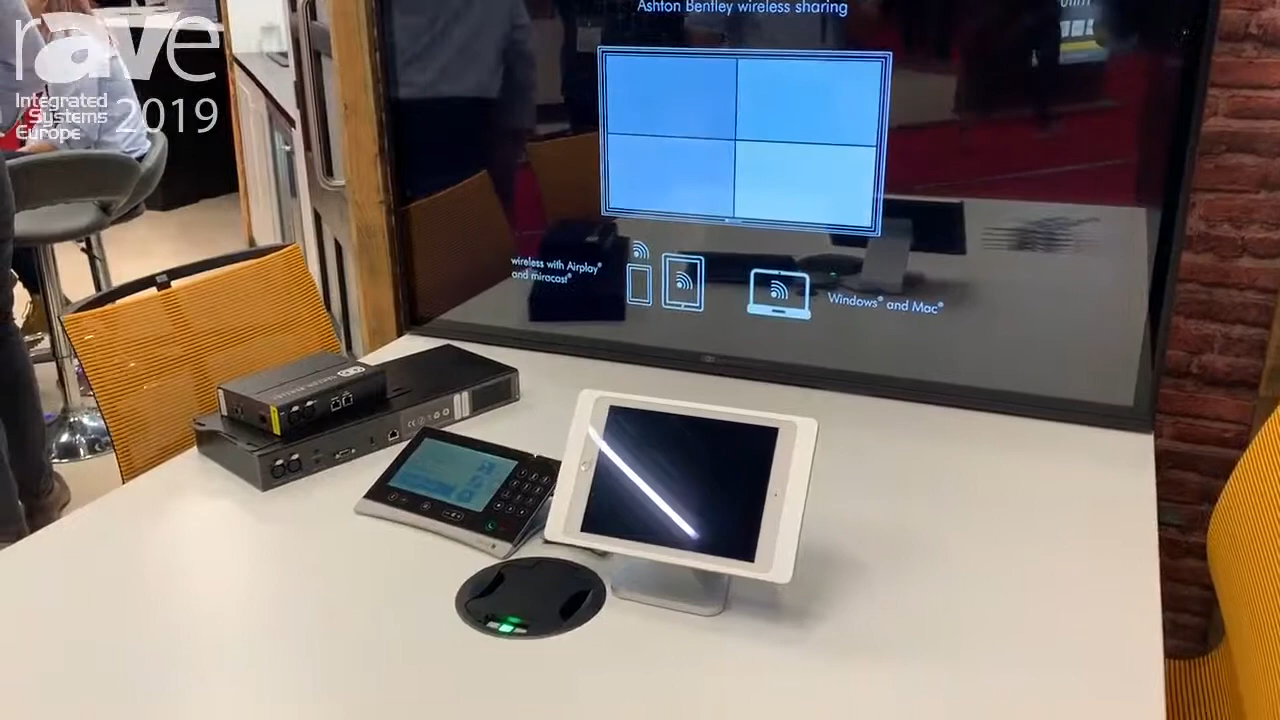 rave
Integrated
Systems
Europe
2019
Ashton Bentley wireless sharing
wireless with Airplay®
and miracast®
Windows® and Mac®